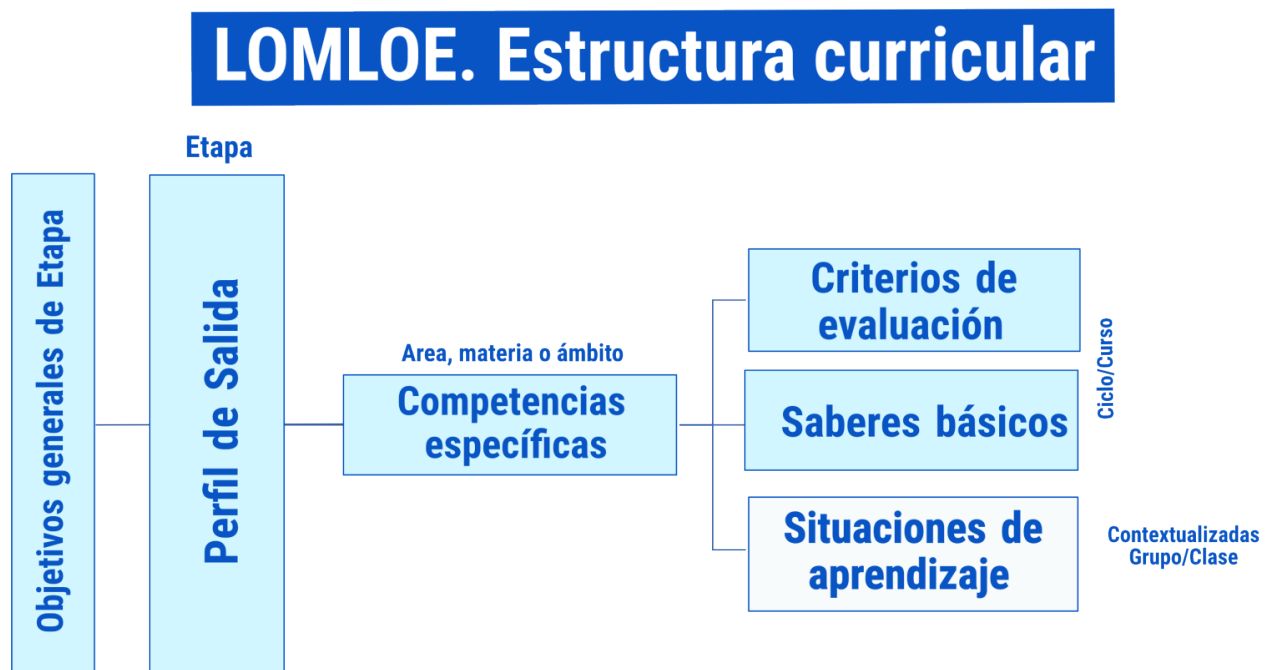 LOMLOE. Estructura curricular
Etapa
Objetivos generales de Etapa
Perfil de Salida
Area, materia o ámbito
Competencias
específicas
Criterios de
evaluación
Saberes básicos
Ciclo/Curso
Situaciones de
aprendizaje
Contextualizadas
Grupo/Clase